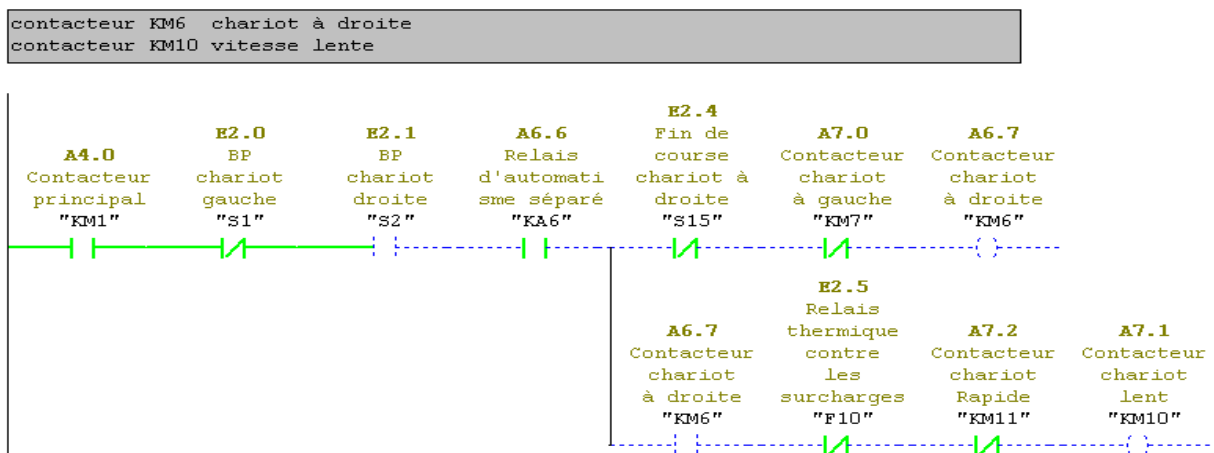 contacteur KM6  chariot à droite
contacteur KM10 vitesse lente
A4.0
Contacteur
principal
"KM1"
E2.0
BP
chariot
gauche
"S1"
E2.1
BP
chariot
droite
"S2"
A6.6
Relais
d'automati
sme séparé
"KA6"
E2.4
Fin de
course
chariot à
droite
"S15"
A7.0
Contacteur
chariot
à gauche
"KM7"
A6.7
Contacteur
chariot
à droite
"KM6"
A6.7
Contacteur
chariot
à droite
"KM6"
E2.5
Relais
thermique
contre
les
surcharges
"F10"
A7.2
Contacteur
chariot
Rapide
"KM11"
A7.1
Contacteur
chariot
lent
"KM10"